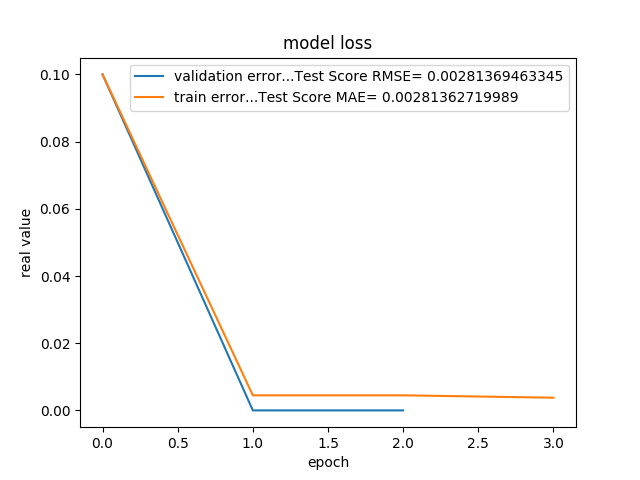 model loss
validation error...Test Score RMSE= 0.00281369463345
train error...Test Score MAE= 0.00281362719989
real value
0.10
0.08
0.06
0.04
0.02
0.00
0.0 0.5 1.0 1.5 2.0 2.5 3.0
epoch